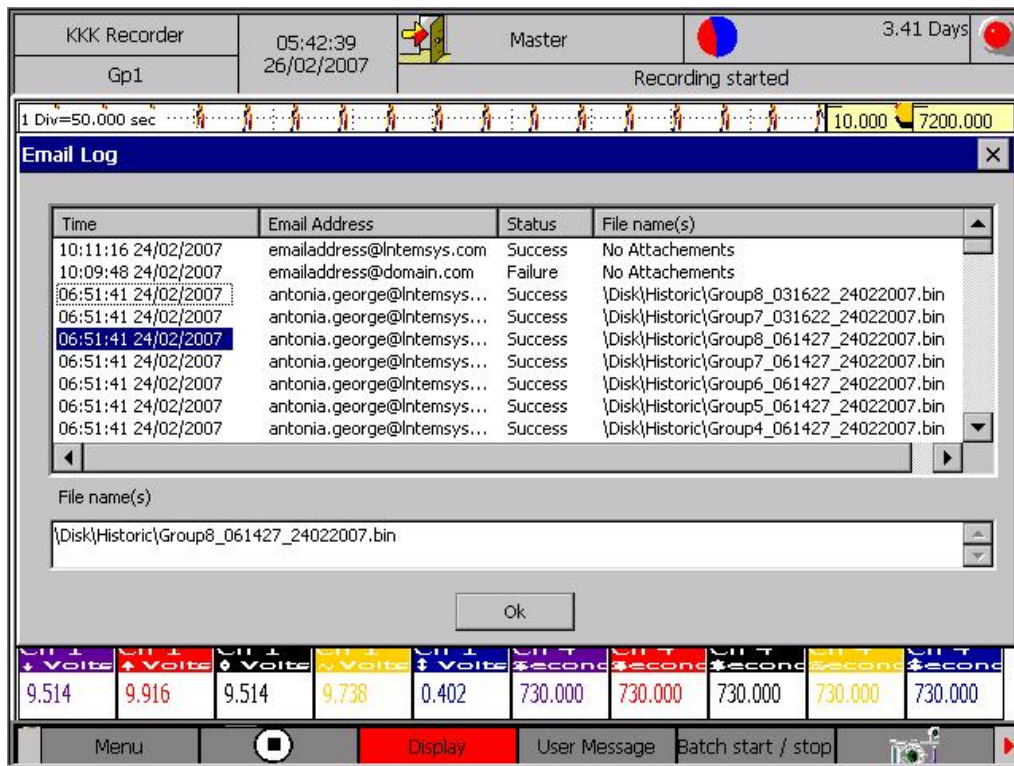 KKK Recorder
Gp1
05:42:39
26/02/2007
Master
3.41 Days
Recording started
1 Div=50.000 sec
10.000
7200.000
Email Log
Time Email Address Status File name(s)
10:11:16 24/02/2007 emailaddress@lntemsys.com Success No Attachements
10:09:48 24/02/2007 emailaddress@domain.com Failure No Attachements
06:51:41 24/02/2007 antonia.george@lntemsys... Success \Disk\Historic\Group8_031622_24022007.bin
06:51:41 24/02/2007 antonia.george@lntemsys... Success \Disk\Historic\Group7_031622_24022007.bin
06:51:41 24/02/2007 antonia.george@lntemsys... Success \Disk\Historic\Group8_061427_24022007.bin
06:51:41 24/02/2007 antonia.george@lntemsys... Success \Disk\Historic\Group7_061427_24022007.bin
06:51:41 24/02/2007 antonia.george@lntemsys... Success \Disk\Historic\Group6_061427_24022007.bin
06:51:41 24/02/2007 antonia.george@lntemsys... Success \Disk\Historic\Group5_061427_24022007.bin
06:51:41 24/02/2007 antonia.george@lntemsys... Success \Disk\Historic\Group4_061427_24022007.bin
File name(s)
\Disk\Historic\Group8_061427_24022007.bin
Ok
Volts Volts Volts Volts Volts Second Second Second Second Second
9.514 9.916 9.514 9.738 0.402 730.000 730.000 730.000 730.000 730.000
Menu Display User Message Batch start / stop